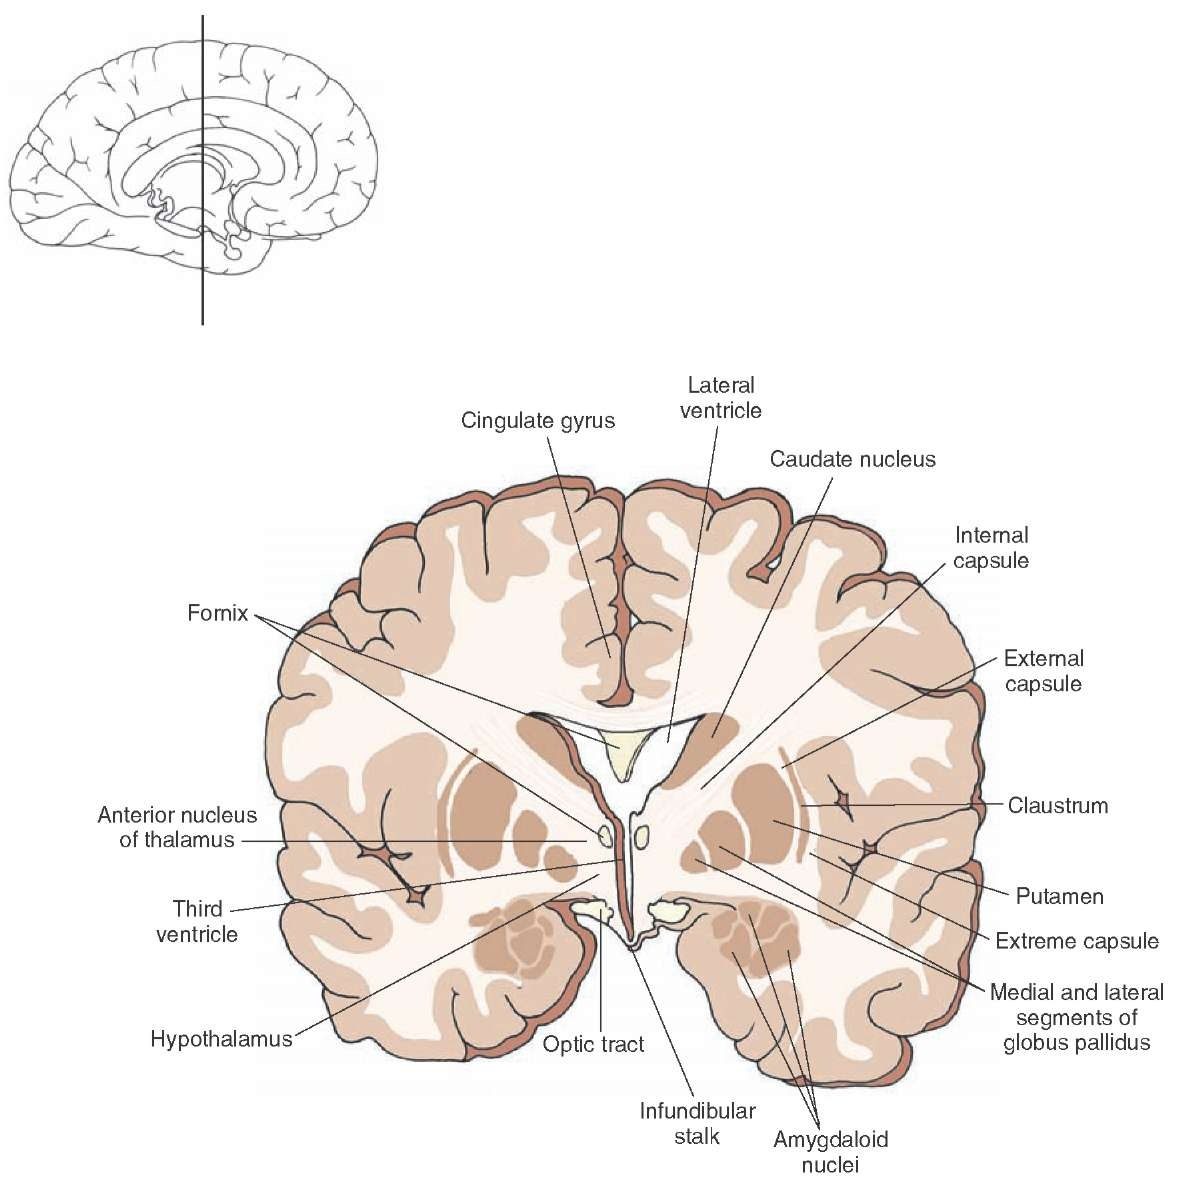 Lateral
ventricle
Cingulate gyrus
Caudate nucleus
Internal
capsule
Fornix
External
capsule
Anterior nucleus
of thalamus
Claustrum
Putamen
Third
ventricle
Extreme capsule
Medial and lateral
segments of
globus pallidus
Hypothalamus
Optic tract
Infundibular
stalk
Amygdaloid
nuclei